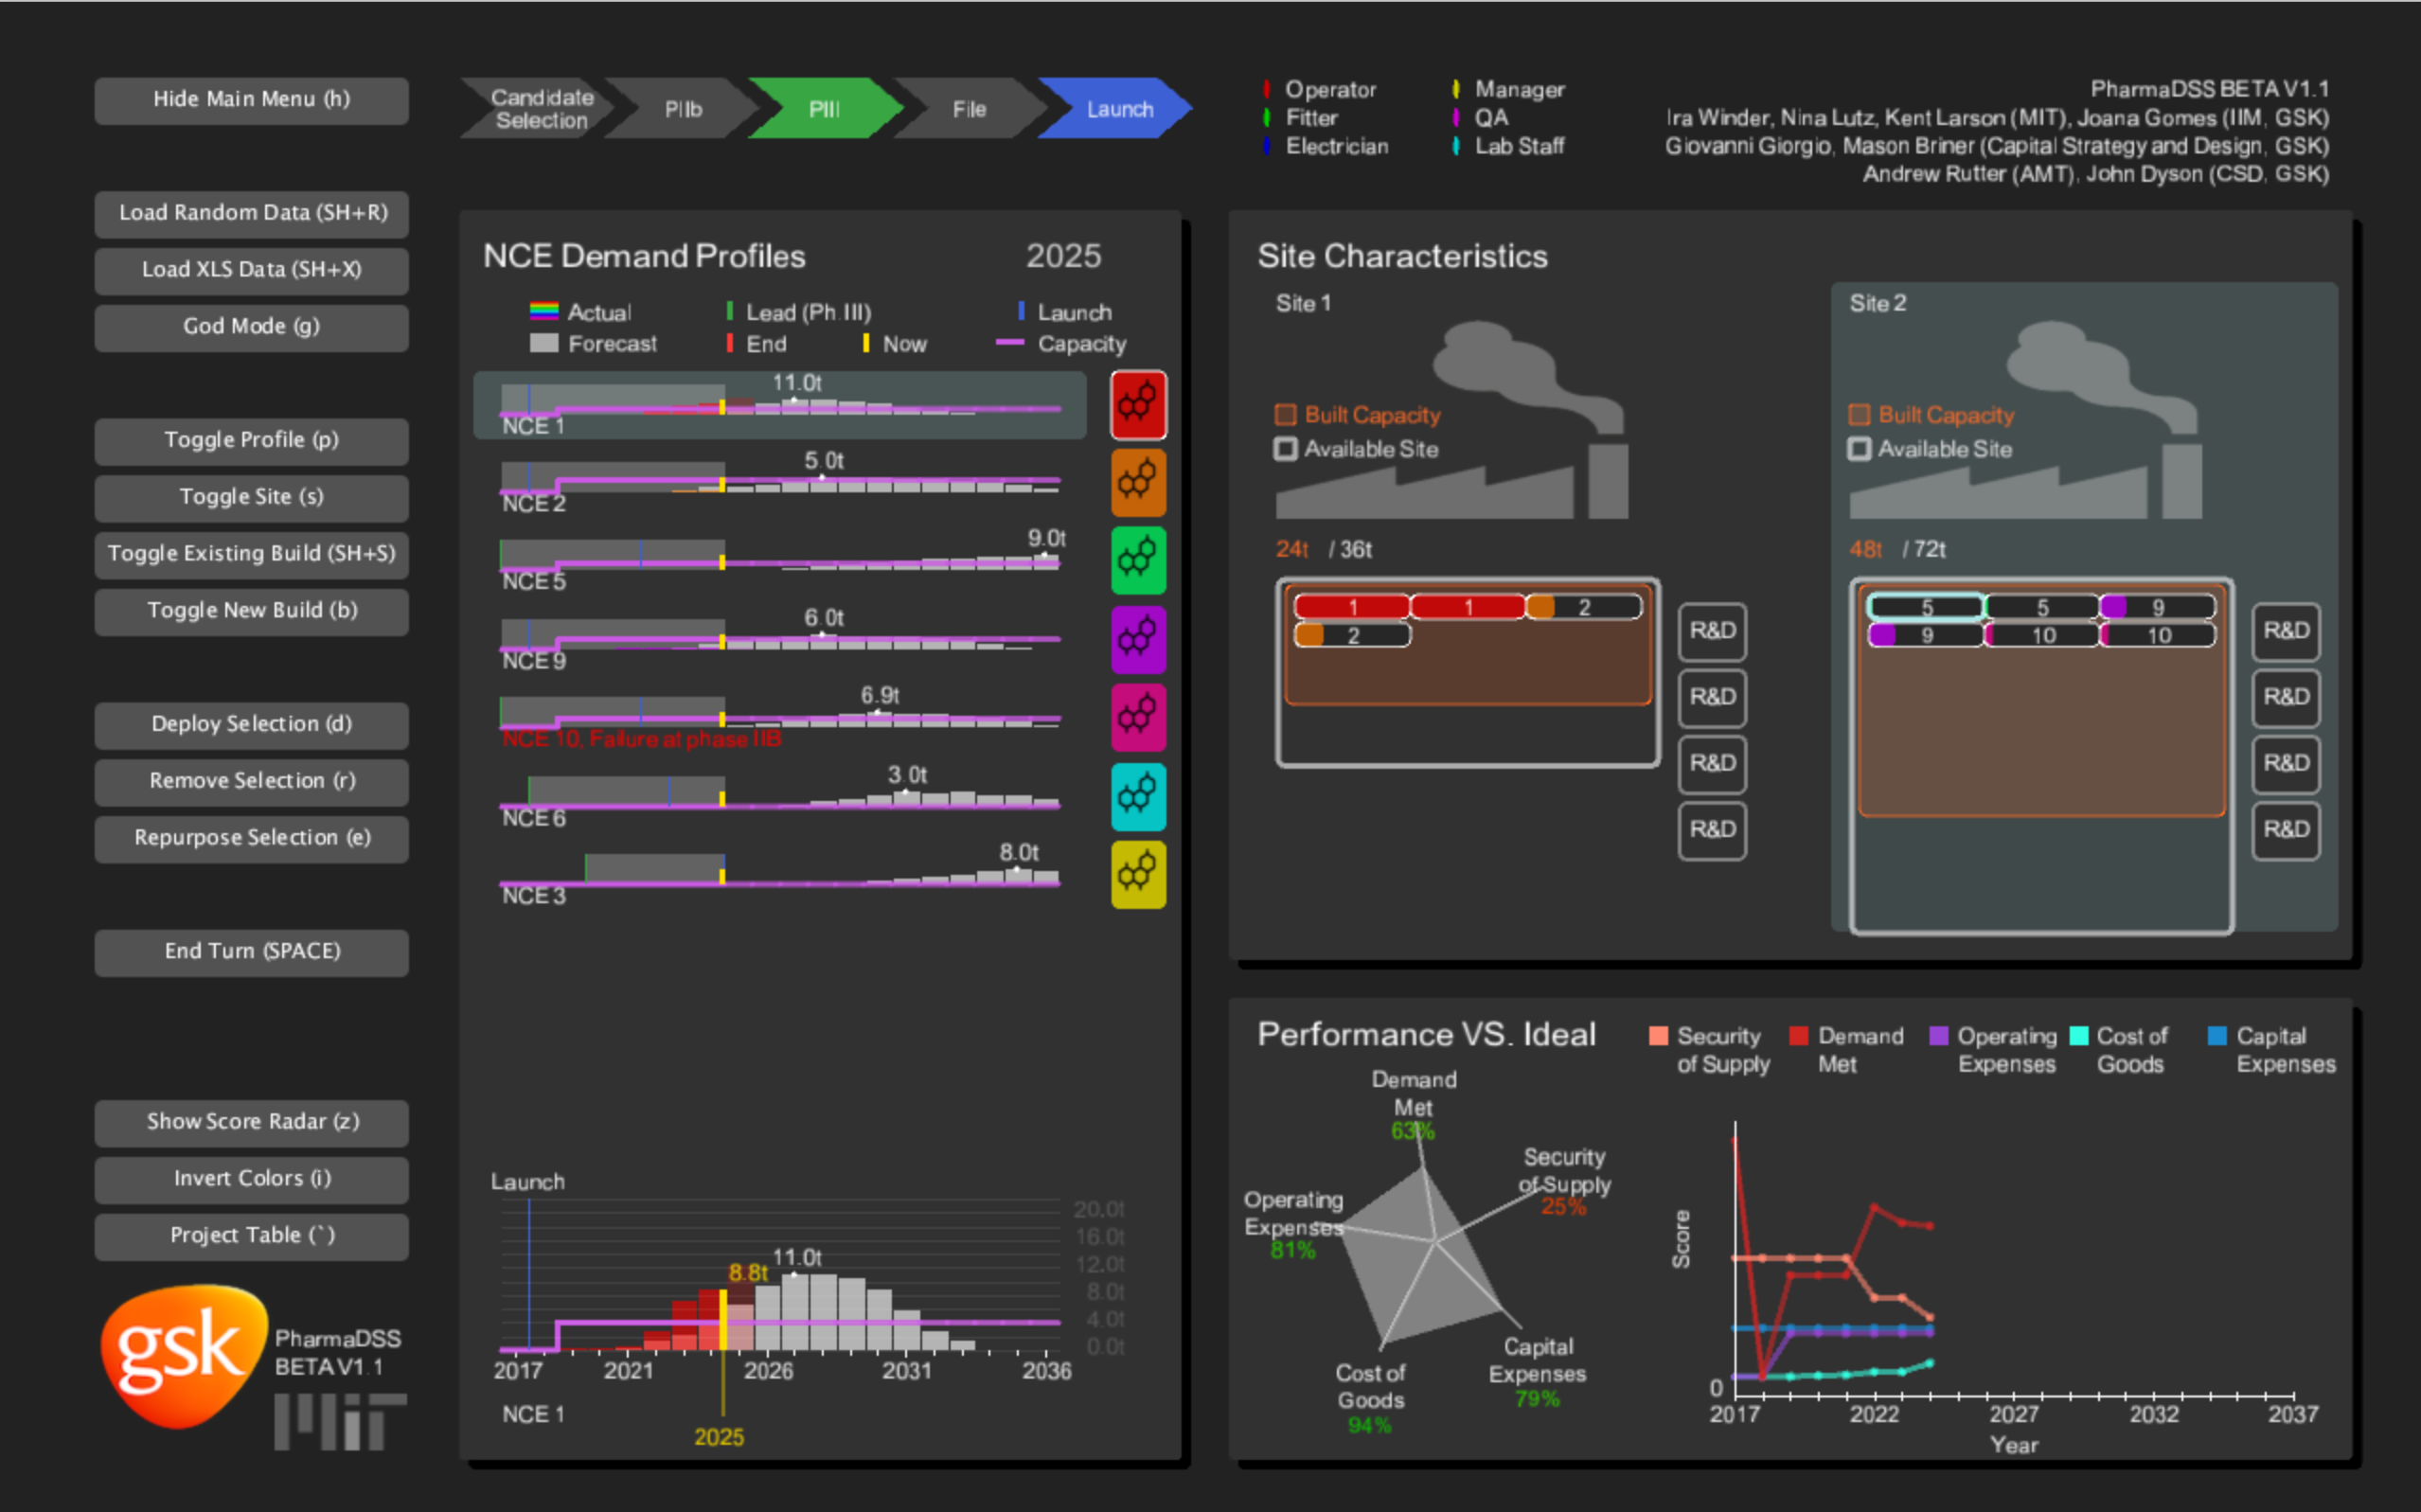 Hide Main Menu (h)
Load Random Data (SH+R)
Load XLS Data (SH+X)
God Mode (g)
Toggle Profile (p)
Toggle Site (s)
Toggle Existing Build (SH+S)
Toggle New Build (b)
Deploy Selection (d)
Remove Selection (r)
Repurpose Selection (e)
End Turn (SPACE)
Show Score Radar (z)
Invert Colors (i)
Project Table (`)
gsk
PharmaDSS
BETA V1.1
MIT
Candidate
Selection
PIIb
PIII
File
Launch
Operator
Fitter
Electrician
Manager
QA
Lab Staff
PharmaDSS BETA V1.1
Ira Winder, Nina Lutz, Kent Larson (MIT), Joana Gomes (IIM, GSK)
Giovanni Giorgio, Mason Briner (Capital Strategy and Design, GSK)
Andrew Rutter (AMT), John Dyson (CSD, GSK)
NCE Demand Profiles 2025
Actual
Lead (Ph.III)
Launch
Forecast
End
Now
Capacity
11.0t
NCE 1
5.0t
NCE 2
9.0t
NCE 5
6.0t
NCE 9
6.9t
NCE 10, Failure at phase IIB
3.0t
NCE 6
8.0t
NCE 3
Launch
20.0t
16.0t
12.0t
8.0t
4.0t
0.0t
11.0t
8.8t
2017 2021 2026 2031 2036
NCE 1
2025
Site Characteristics
Site 1
Built Capacity
Available Site
24t / 36t
1 1 2
2
R&D
R&D
R&D
R&D
Site 2
Built Capacity
Available Site
48t / 72t
5 5 9
9 10 10
R&D
R&D
R&D
R&D
Performance VS. Ideal
Security
of Supply
Demand
Met
Operating
Expenses
Cost of
Goods
Capital
Expenses
Demand
Met
63%
Security
of Supply
25%
Operating
Expenses
81%
Capital
Expenses
79%
Cost of
Goods
94%
Score
0
2017 2022 2027 2032 2037
Year